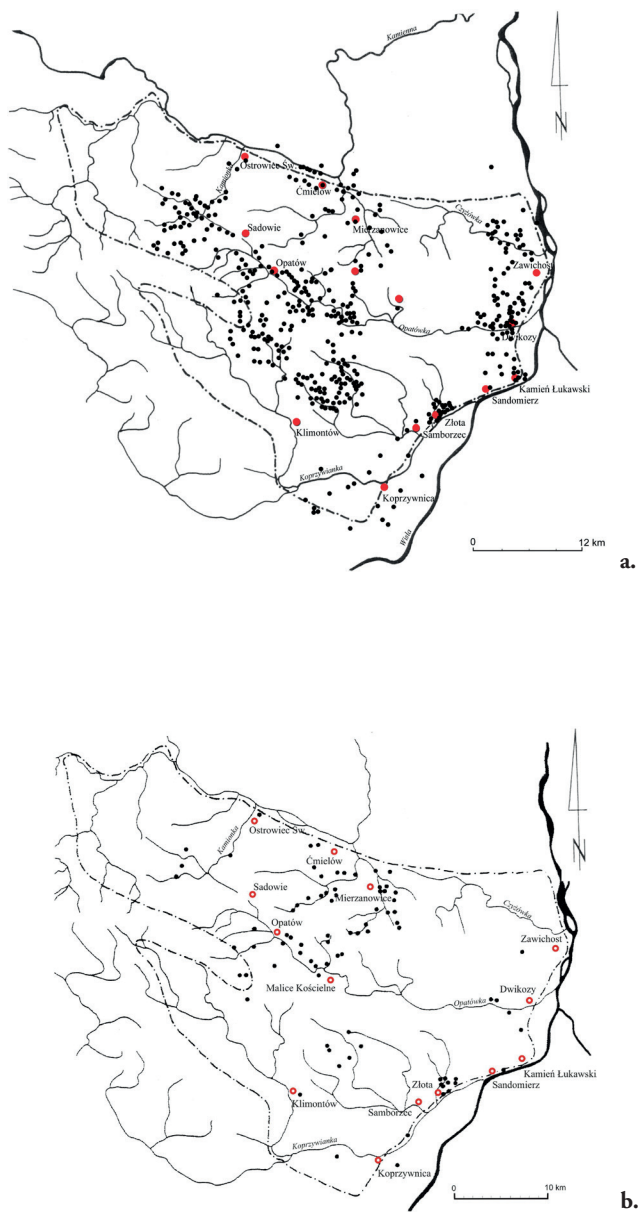 Kamienna
N
Ostrowiec Św.
Kamionka
Ćmielów
Mierzanowice
Czyżówka
Sadowie
Opatów
Zawichost
Opatówka
Dwikozy
Kamień Łukawski
Sandomierz
Złota
Samborzec
Klimontów
Koprzywianka
Koprzywnica
Wisła
0 12 km
a.
N
Ostrowiec Św.
Kamionka
Ćmielów
Sadowie
Mierzanowice
Czyżówka
Opatów
Zawichost
Malice Kościelne
Dwikozy
Opatówka
Kamień Łukawski
Sandomierz
Złota
Klimontów
Samborzec
Koprzywianka
Koprzywnica
0 10 km
b.